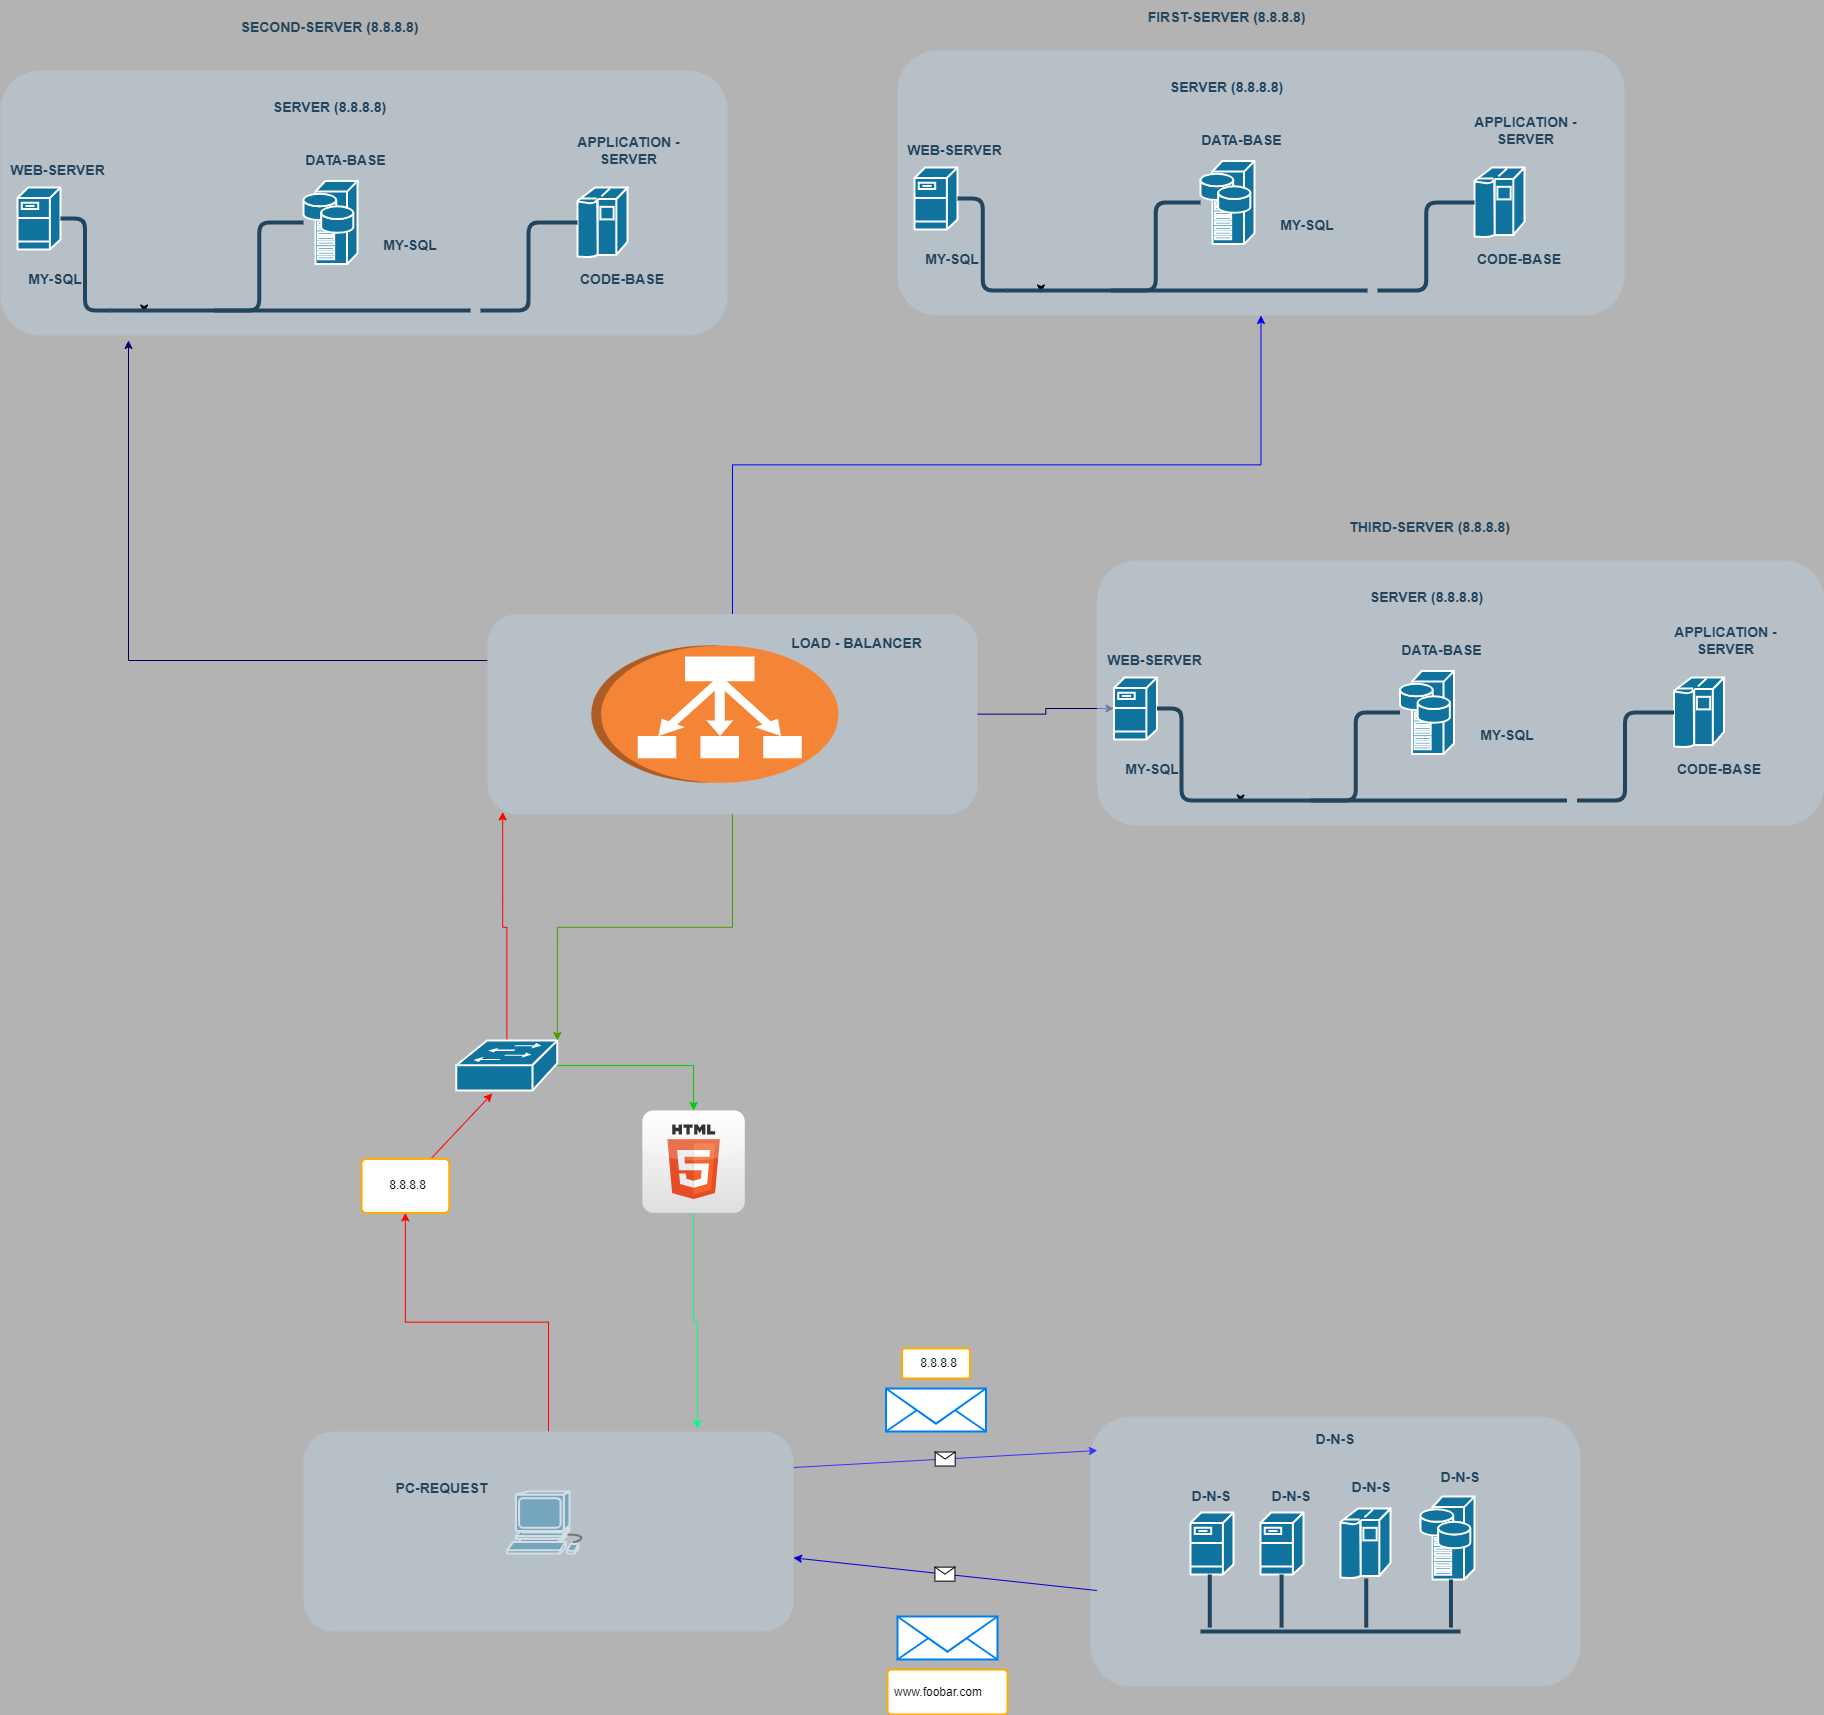 SECOND-SERVER (8.8.8.8)
SERVER (8.8.8.8)
WEB-SERVER
DATA-BASE
APPLICATION -
SERVER
MY-SQL
MY-SQL
CODE-BASE
FIRST-SERVER (8.8.8.8)
SERVER (8.8.8.8)
WEB-SERVER
DATA-BASE
APPLICATION -
SERVER
MY-SQL
MY-SQL
CODE-BASE
THIRD-SERVER (8.8.8.8)
SERVER (8.8.8.8)
WEB-SERVER
DATA-BASE
APPLICATION -
SERVER
MY-SQL
MY-SQL
CODE-BASE
LOAD - BALANCER
HTML
5
8.8.8.8
PC-REQUEST
8.8.8.8
D-N-S
D-N-S
D-N-S
D-N-S
D-N-S
www.foobar.com